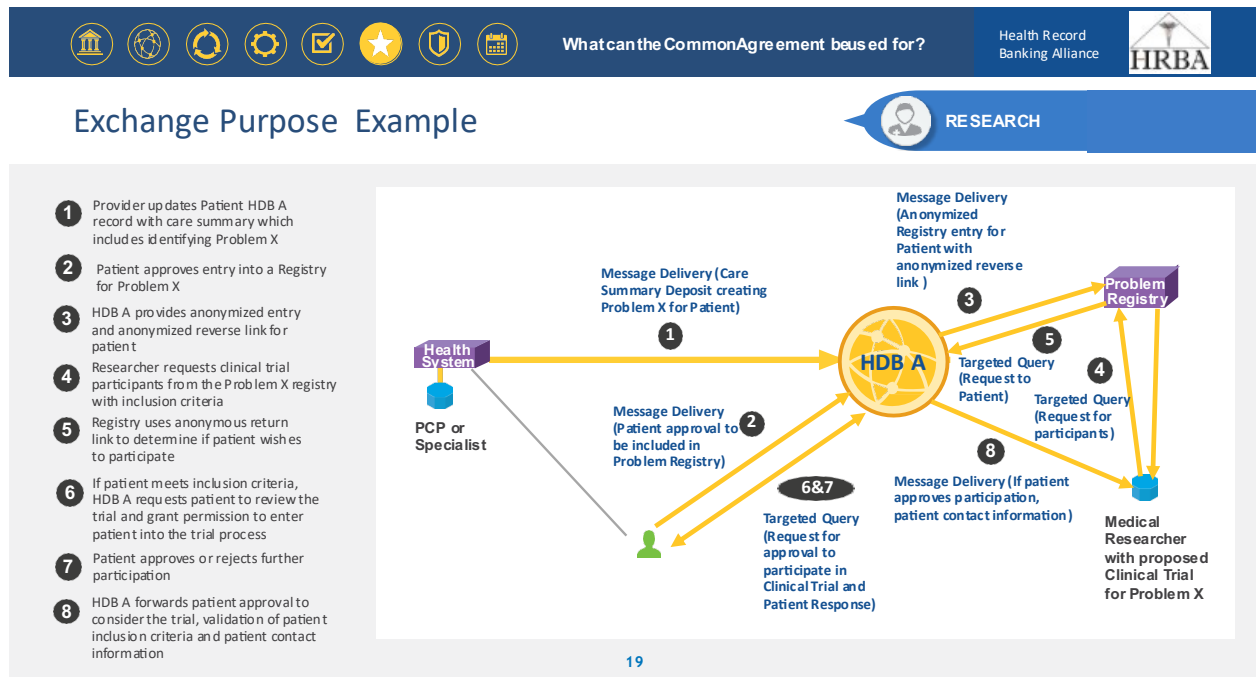 What can the Common Agreement be used for?
Health Record
Banking Alliance
HRBA
Exchange Purpose Example
RESEARCH
1
Provider updates Patient HDB A
record with care summary which
includes identifying Problem X
2
Patient approves entry into a Registry
for Problem X
3
HDB A provides anonymized entry
and anonymized reverse link for
patient
4
Researcher requests clinical trial
participants from the Problem X registry
with inclusion criteria
5
Registry uses anonymous return
link to determine if patient wishes
to participate
6
If patient meets inclusion criteria,
HDB A requests patient to review the
trial and grant permission to enter
patient into the trial process
7
Patient approves or rejects further
participation
8
HDB A forwards patient approval to
consider the trial, validation of patient
inclusion criteria and patient contact
information
Message Delivery
(Anonymized
Registry entry for
Patient with
anonymized reverse
link )
3
Message Delivery (Care
Summary Deposit creating
Problem X for Patient)
1
Problem
Registry
Health
System
HDB A
5
Targeted Query
(Request to
Patient)
4
Targeted Query
(Request for
participants)
PCP or
Specialist
Message Delivery
(Patient approval to
be included in
Problem Registry)
2
8
Message Delivery (If patient
approves participation,
patient contact information)
6&7
Targeted Query
(Request for
approval to
participate in
Clinical Trial and
Patient Response)
Medical
Researcher
with proposed
Clinical Trial
for Problem X
19